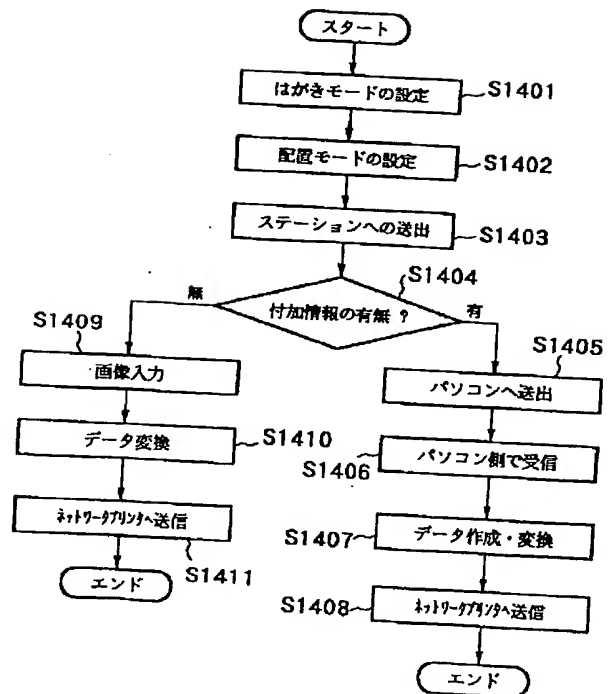 スタート
はがきモードの設定 S1401
配置モードの設定 S1402
ステーションへの送出 S1403
S1404
付加情報の有無 ?
無
有
S1409
画像入力
データ変換 S1410
ネットワークプリンタへ送信
S1411
エンド
S1405
パソコンへ送出
パソコン側で受信
S1406
S1407 データ作成・変換
S1408 ネットワークプリンタへ送信
エンド